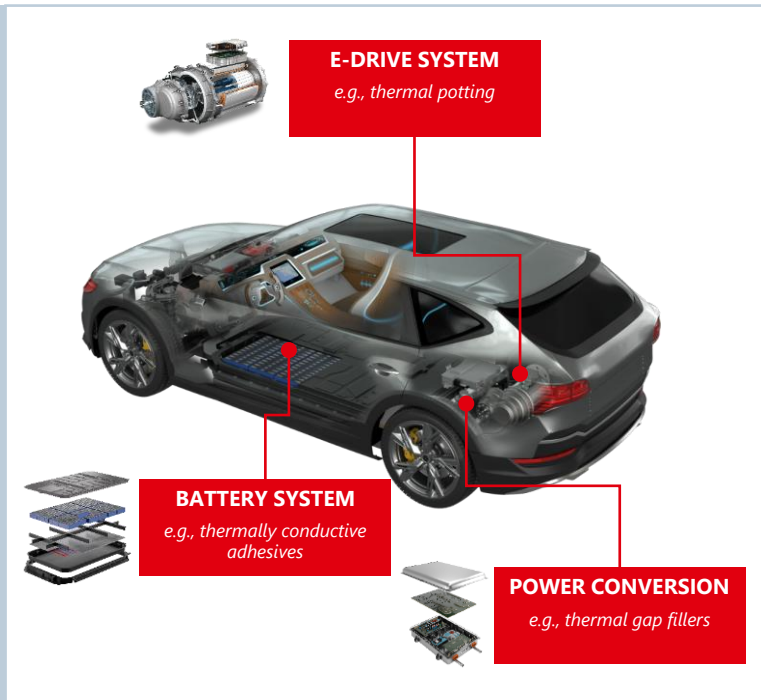 E-DRIVE SYSTEM
e.g., thermal potting
BATTERY SYSTEM
e.g., thermally conductive
adhesives
POWER CONVERSION
e.g., thermal gap fillers